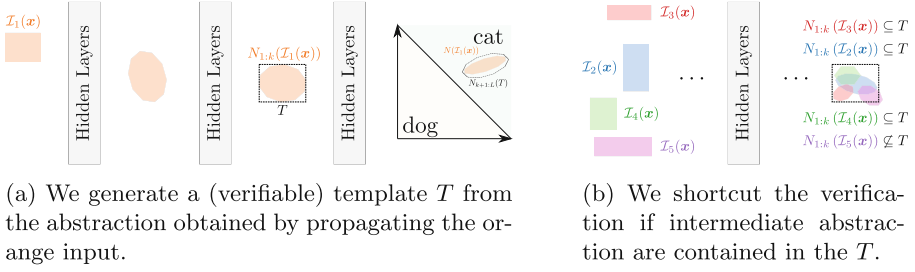 I₁(x)
Hidden Layers
Hidden Layers
N₁:ₖ(I₁(x))
T
Hidden Layers
cat
N(I₁(x))
Nₖ₊₁:L(T)
dog
(a) We generate a (verifiable) template T from
the abstraction obtained by propagating the or-
ange input.
I₃(x)
I₂(x)
I₄(x)
I₅(x)
...
Hidden Layers
...
N₁:ₖ (I₃(x)) ⊆ T
N₁:ₖ (I₂(x)) ⊆ T
N₁:ₖ (I₄(x)) ⊆ T
N₁:ₖ (I₅(x)) ⊈ T
(b) We shortcut the verifica-
tion if intermediate abstrac-
tion are contained in the T.